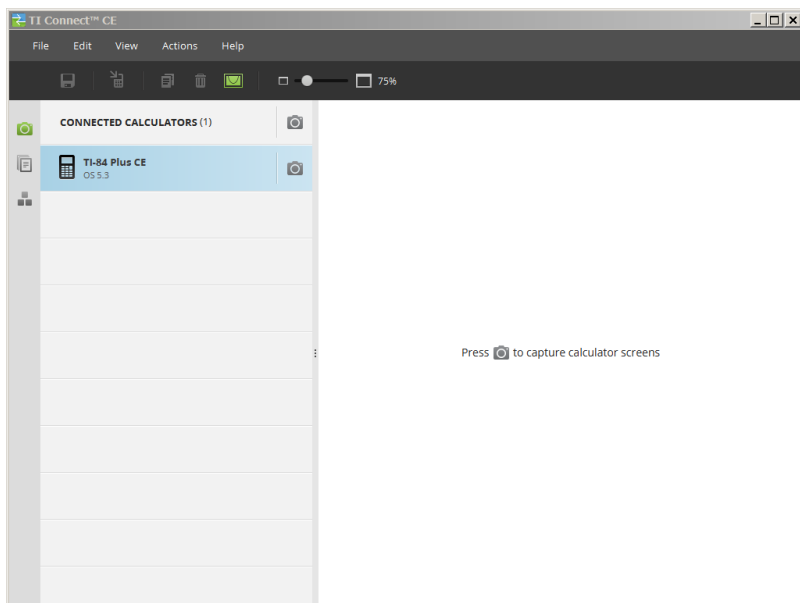 TI Connect™ CE
File Edit View Actions Help
75%
CONNECTED CALCULATORS (1)
TI-84 Plus CE
OS 5.3
Press to capture calculator screens